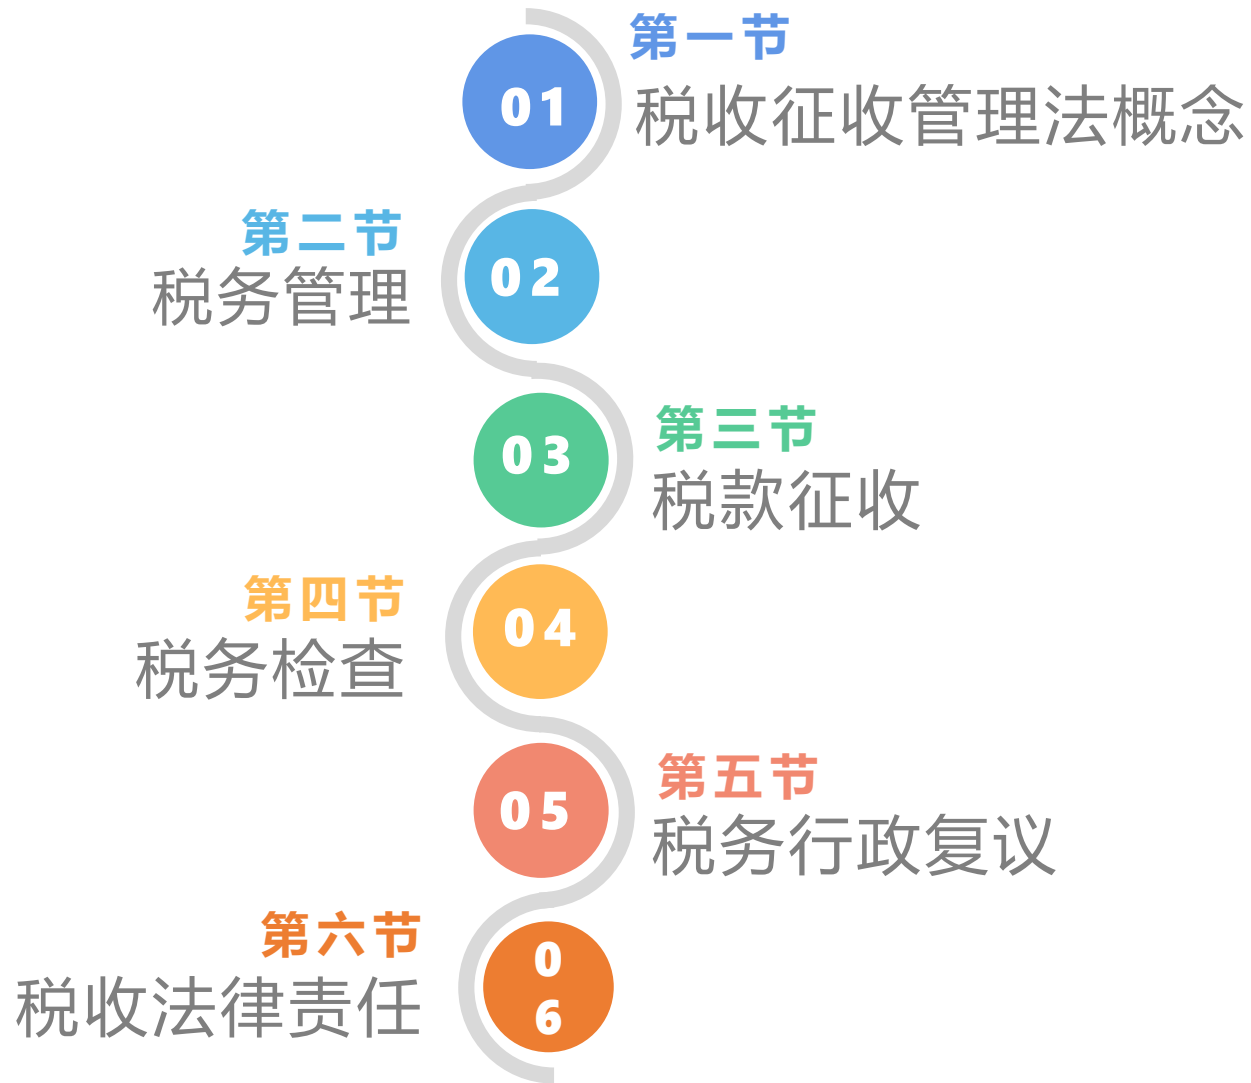 第一节
01
税收征收管理法概念
第二节
02
税务管理
第三节
03
税款征收
第四节
04
税务检查
第五节
05
税务行政复议
第六节
0
6
税收法律责任